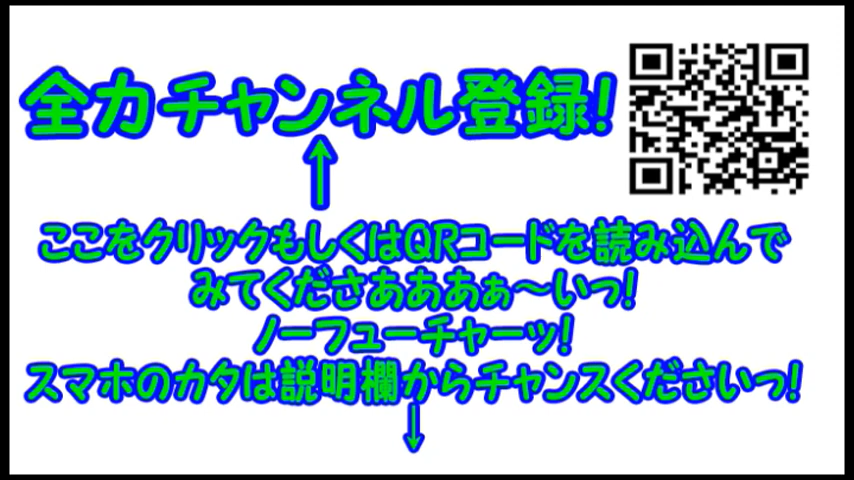 全力チャンネル登録!
↑
ここをクリックもしくはQRコードを読み込んで
みてくださあああぁ～いっ!
ノーフューチャーッ!
スマホのカタは説明欄からチャンスくださいっ!
↓